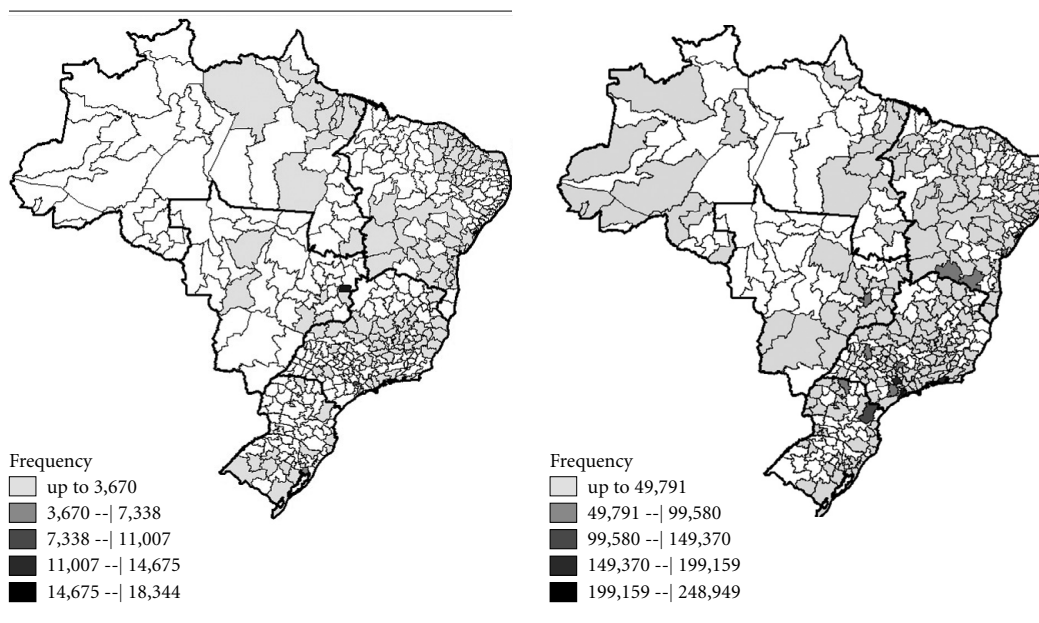 Frequency
up to 3,670
3,670 --| 7,338
7,338 --| 11,007
11,007 --| 14,675
14,675 --| 18,344
Frequency
up to 49,791
49,791 --| 99,580
99,580 --| 149,370
149,370 --| 199,159
199,159 --| 248,949